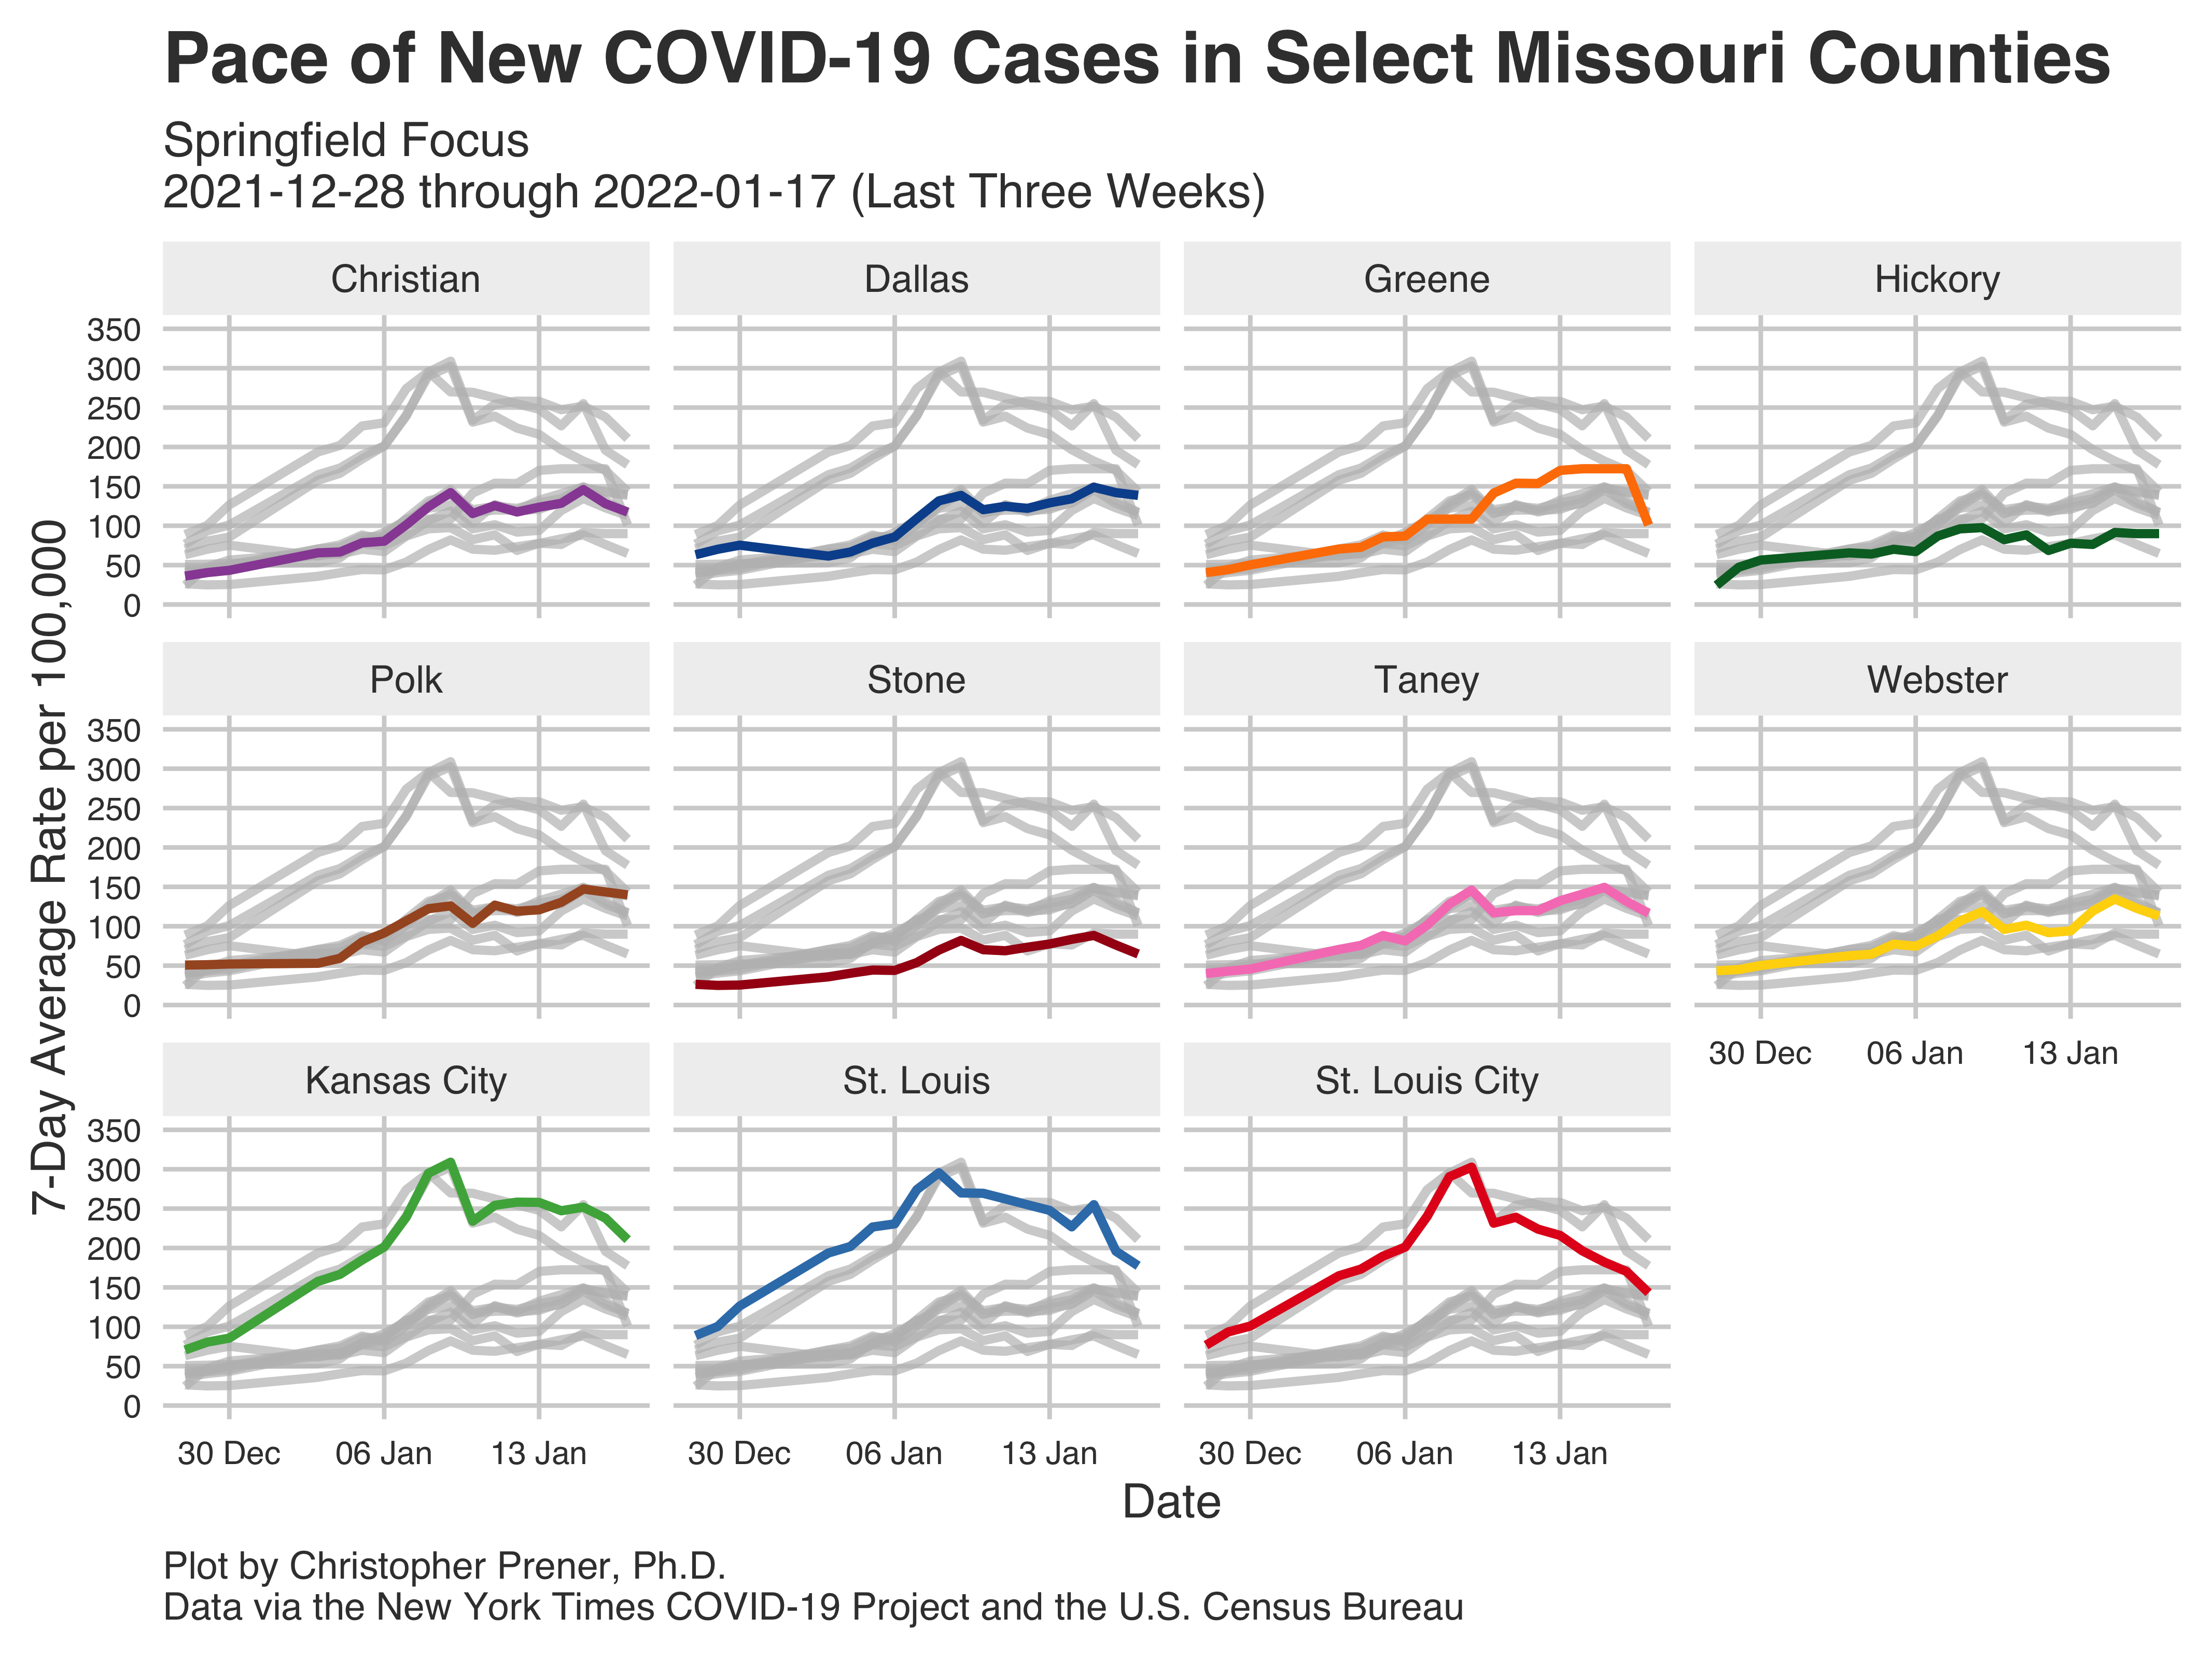 Pace of New COVID-19 Cases in Select Missouri Counties
Springfield Focus
2021-12-28 through 2022-01-17 (Last Three Weeks)
7-Day Average Rate per 100,000
Christian
Dallas
Greene
Hickory
350
300
250
200
150
100
50
0
Polk
Stone
Taney
Webster
350
300
250
200
150
100
50
0
30 Dec
06 Jan
13 Jan
Kansas City
St. Louis
St. Louis City
350
300
250
200
150
100
50
0
30 Dec
06 Jan
13 Jan
30 Dec
06 Jan
13 Jan
30 Dec
06 Jan
13 Jan
Date
Plot by Christopher Prener, Ph.D.
Data via the New York Times COVID-19 Project and the U.S. Census Bureau